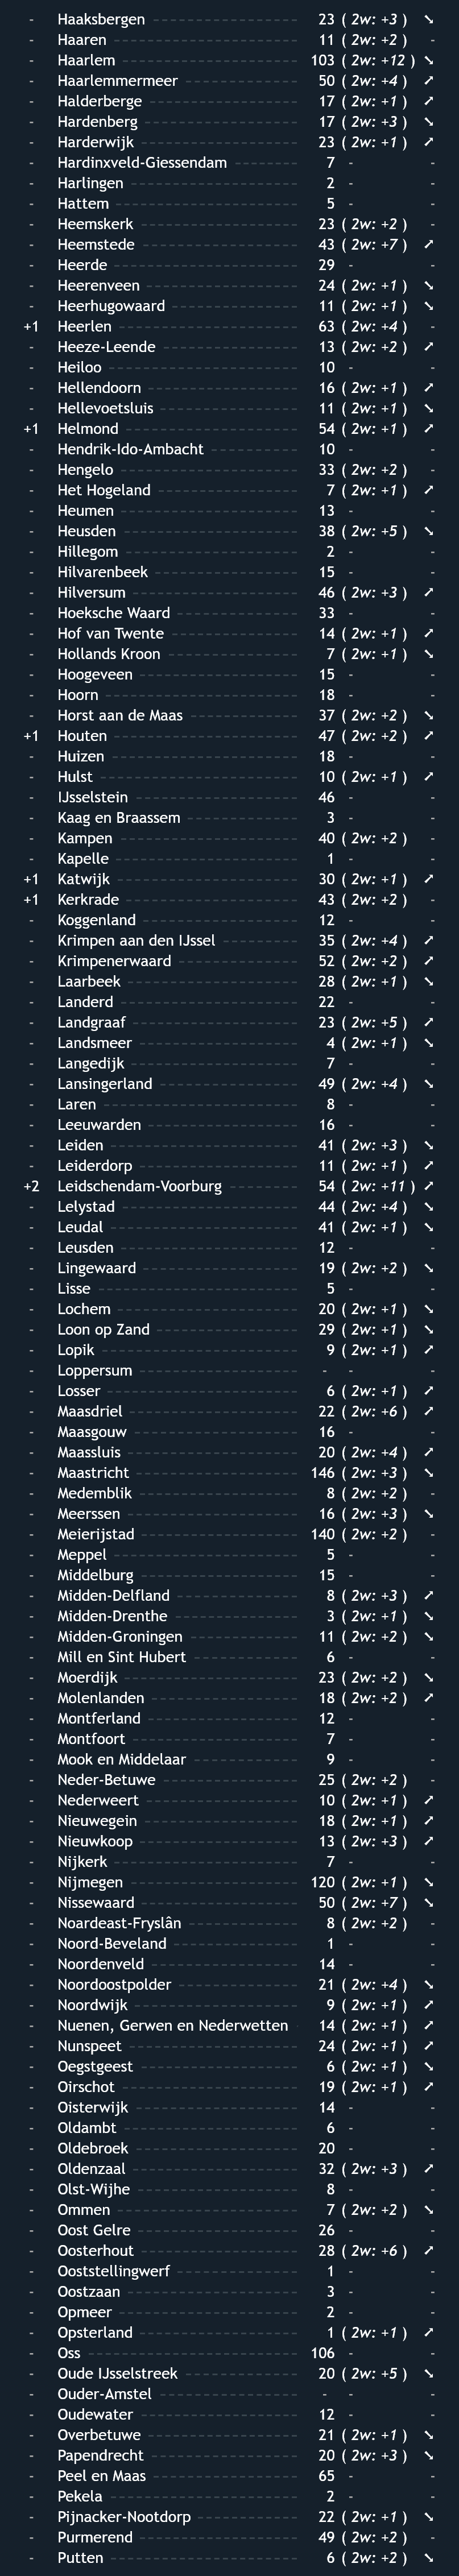 - Haaksbergen 23 ( 2w: +3 ) ➘
- Haaren 11 ( 2w: +2 ) -
- Haarlem 103 ( 2w: +12 ) ➘
- Haarlemmermeer 50 ( 2w: +4 ) ➚
- Halderberge 17 ( 2w: +1 ) ➚
- Hardenberg 17 ( 2w: +3 ) ➘
- Harderwijk 23 ( 2w: +1 ) ➚
- Hardinxveld-Giessendam 7 - -
- Harlingen 2 - -
- Hattem 5 - -
- Heemskerk 23 ( 2w: +2 ) -
- Heemstede 43 ( 2w: +7 ) ➚
- Heerde 29 - -
- Heerenveen 24 ( 2w: +1 ) ➘
- Heerhugowaard 11 ( 2w: +1 ) ➘
+1 Heerlen 63 ( 2w: +4 ) -
- Heeze-Leende 13 ( 2w: +2 ) ➚
- Heiloo 10 - -
- Hellendoorn 16 ( 2w: +1 ) ➚
- Hellevoetsluis 11 ( 2w: +1 ) ➘
+1 Helmond 54 ( 2w: +1 ) ➚
- Hendrik-Ido-Ambacht 10 - -
- Hengelo 33 ( 2w: +2 ) -
- Het Hogeland 7 ( 2w: +1 ) ➚
- Heumen 13 - -
- Heusden 38 ( 2w: +5 ) ➘
- Hillegom 2 - -
- Hilvarenbeek 15 - -
- Hilversum 46 ( 2w: +3 ) ➚
- Hoeksche Waard 33 - -
- Hof van Twente 14 ( 2w: +1 ) ➚
- Hollands Kroon 7 ( 2w: +1 ) ➘
- Hoogeveen 15 - -
- Hoorn 18 - -
- Horst aan de Maas 37 ( 2w: +2 ) ➘
+1 Houten 47 ( 2w: +2 ) ➚
- Huizen 18 - -
- Hulst 10 ( 2w: +1 ) ➚
- IJsselstein 46 - -
- Kaag en Braassem 3 - -
- Kampen 40 ( 2w: +2 ) -
- Kapelle 1 - -
+1 Katwijk 30 ( 2w: +1 ) ➚
+1 Kerkrade 43 ( 2w: +2 ) -
- Koggenland 12 - -
- Krimpen aan den IJssel 35 ( 2w: +4 ) ➚
- Krimpenerwaard 52 ( 2w: +2 ) ➚
- Laarbeek 28 ( 2w: +1 ) ➘
- Landerd 22 - -
- Landgraaf 23 ( 2w: +5 ) ➚
- Landsmeer 4 ( 2w: +1 ) ➘
- Langedijk 7 - -
- Lansingerland 49 ( 2w: +4 ) ➘
- Laren 8 - -
- Leeuwarden 16 - -
- Leiden 41 ( 2w: +3 ) ➘
- Leiderdorp 11 ( 2w: +1 ) ➚
+2 Leidschendam-Voorburg 54 ( 2w: +11 ) ➚
- Lelystad 44 ( 2w: +4 ) ➘
- Leudal 41 ( 2w: +1 ) ➘
- Leusden 12 - -
- Lingewaard 19 ( 2w: +2 ) ➘
- Lisse 5 - -
- Lochem 20 ( 2w: +1 ) ➘
- Loon op Zand 29 ( 2w: +1 ) ➘
- Lopik 9 ( 2w: +1 ) ➚
- Loppersum - - -
- Losser 6 ( 2w: +1 ) ➚
- Maasdriel 22 ( 2w: +6 ) ➚
- Maasgouw 16 - -
- Maassluis 20 ( 2w: +4 ) ➚
- Maastricht 146 ( 2w: +3 ) ➘
- Medemblik 8 ( 2w: +2 ) -
- Meerssen 16 ( 2w: +3 ) ➘
- Meierijstad 140 ( 2w: +2 ) -
- Meppel 5 - -
- Middelburg 15 - -
- Midden-Delfland 8 ( 2w: +3 ) ➚
- Midden-Drenthe 3 ( 2w: +1 ) ➘
- Midden-Groningen 11 ( 2w: +2 ) ➘
- Mill en Sint Hubert 6 - -
- Moerdijk 23 ( 2w: +2 ) ➘
- Molenlanden 18 ( 2w: +2 ) ➚
- Montferland 12 - -
- Montfoort 7 - -
- Mook en Middelaar 9 - -
- Neder-Betuwe 25 ( 2w: +2 ) -
- Nederweert 10 ( 2w: +1 ) ➚
- Nieuwegein 18 ( 2w: +1 ) ➚
- Nieuwkoop 13 ( 2w: +3 ) ➚
- Nijkerk 7 - -
- Nijmegen 120 ( 2w: +1 ) ➘
- Nissewaard 50 ( 2w: +7 ) ➘
- Noardeast-Fryslân 8 ( 2w: +2 ) -
- Noord-Beveland 1 - -
- Noordenveld 14 - -
- Noordoostpolder 21 ( 2w: +4 ) ➘
- Noordwijk 9 ( 2w: +1 ) ➚
- Nuenen, Gerwen en Nederwetten 14 ( 2w: +1 ) ➚
- Nunspeet 24 ( 2w: +1 ) ➚
- Oegstgeest 6 ( 2w: +1 ) ➘
- Oirschot 19 ( 2w: +1 ) ➚
- Oisterwijk 14 - -
- Oldambt 6 - -
- Oldebroek 20 - -
- Oldenzaal 32 ( 2w: +3 ) ➚
- Olst-Wijhe 8 - -
- Ommen 7 ( 2w: +2 ) ➘
- Oost Gelre 26 - -
- Oosterhout 28 ( 2w: +6 ) ➚
- Ooststellingwerf 1 - -
- Oostzaan 3 - -
- Opmeer 2 - -
- Opsterland 1 ( 2w: +1 ) ➚
- Oss 106 - -
- Oude IJsselstreek 20 ( 2w: +5 ) ➘
- Ouder-Amstel - - -
- Oudewater 12 - -
- Overbetuwe 21 ( 2w: +1 ) ➘
- Papendrecht 20 ( 2w: +3 ) ➘
- Peel en Maas 65 - -
- Pekela 2 - -
- Pijnacker-Nootdorp 22 ( 2w: +1 ) ➘
- Purmerend 49 ( 2w: +2 ) -
- Putten 6 ( 2w: +2 ) ➘